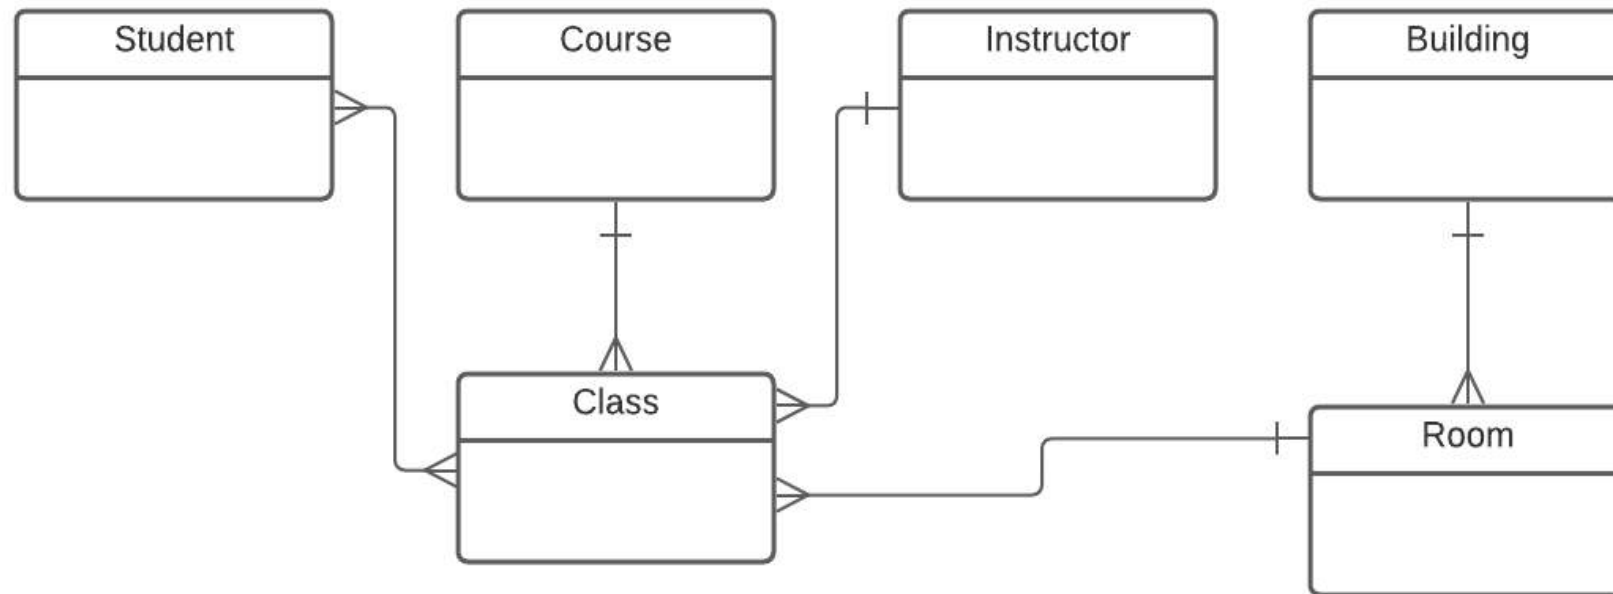 Student
Course
Instructor
Building
Class
Room